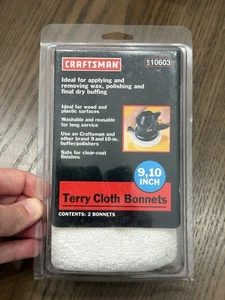 CRAFTSMAN
10603
Ideal for applying and
removing wax, polishing and
final dry buffing
Ideal for wood and
plastic surfaces
Washable and reusable
for long service
Use on Craftsman and
other brand 9 and 10-in.
buffer/polishers
Safe for clear-coat
finishes
9,10
INCH
Terry Cloth Bonnets
CONTENTS: 2 BONNETS